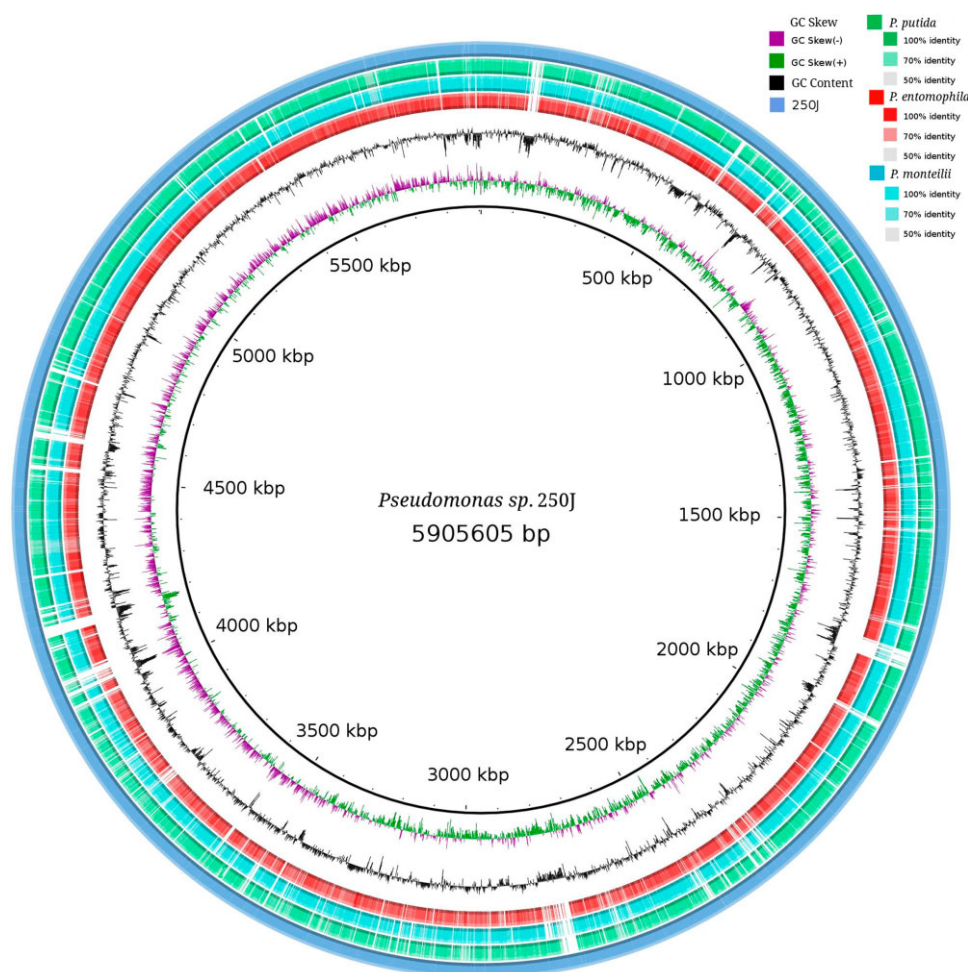 GC Skew
GC Skew(-)
GC Skew(+)
GC Content
250J
P. putida
100% identity
70% identity
50% identity
P. entomophila
100% identity
70% identity
50% identity
P. monteilii
100% identity
70% identity
50% identity
500 kbp
1000 kbp
1500 kbp
2000 kbp
2500 kbp
3000 kbp
3500 kbp
4000 kbp
4500 kbp
5000 kbp
5500 kbp
Pseudomonas sp. 250J
5905605 bp